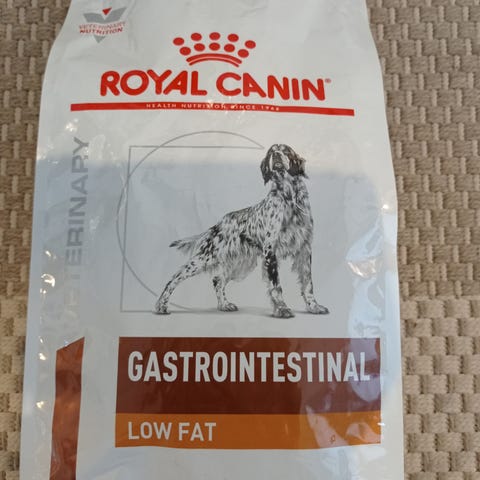 VETERINARY
NUTRITION
ROYAL CANIN®
HEALTH NUTRITION SINCE 1968
VETERINARY
GASTROINTESTINAL
LOW FAT